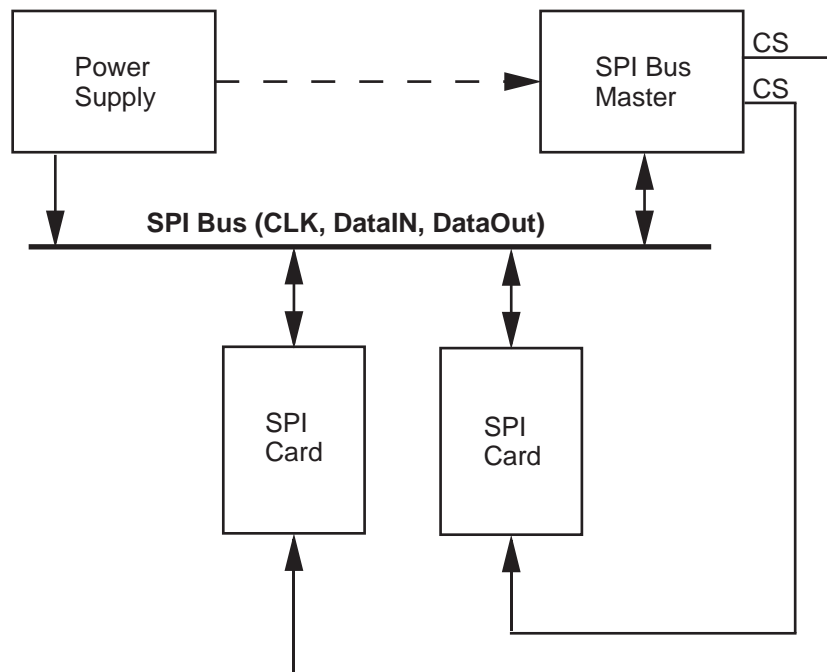 Power
Supply
SPI Bus
Master
CS
CS
SPI Bus (CLK, DataIN, DataOut)
SPI
Card
SPI
Card